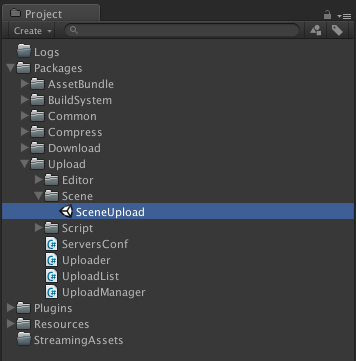 Project
Create
Logs
Packages
AssetBundle
BuildSystem
Common
Compress
Download
Upload
Editor
Scene
SceneUpload
Script
ServersConf
Uploader
UploadList
UploadManager
Plugins
Resources
StreamingAssets